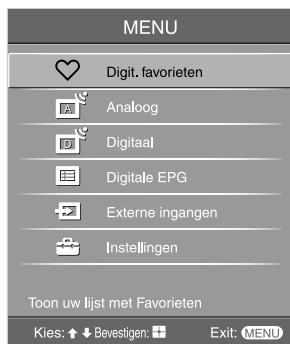 MENU
Digit. favorieten
A Analoog
D Digitaal
Digitale EPG
Externe ingangen
Instellingen
Toon uw lijst met Favorieten
Kies: Bevestigen: Exit: MENU